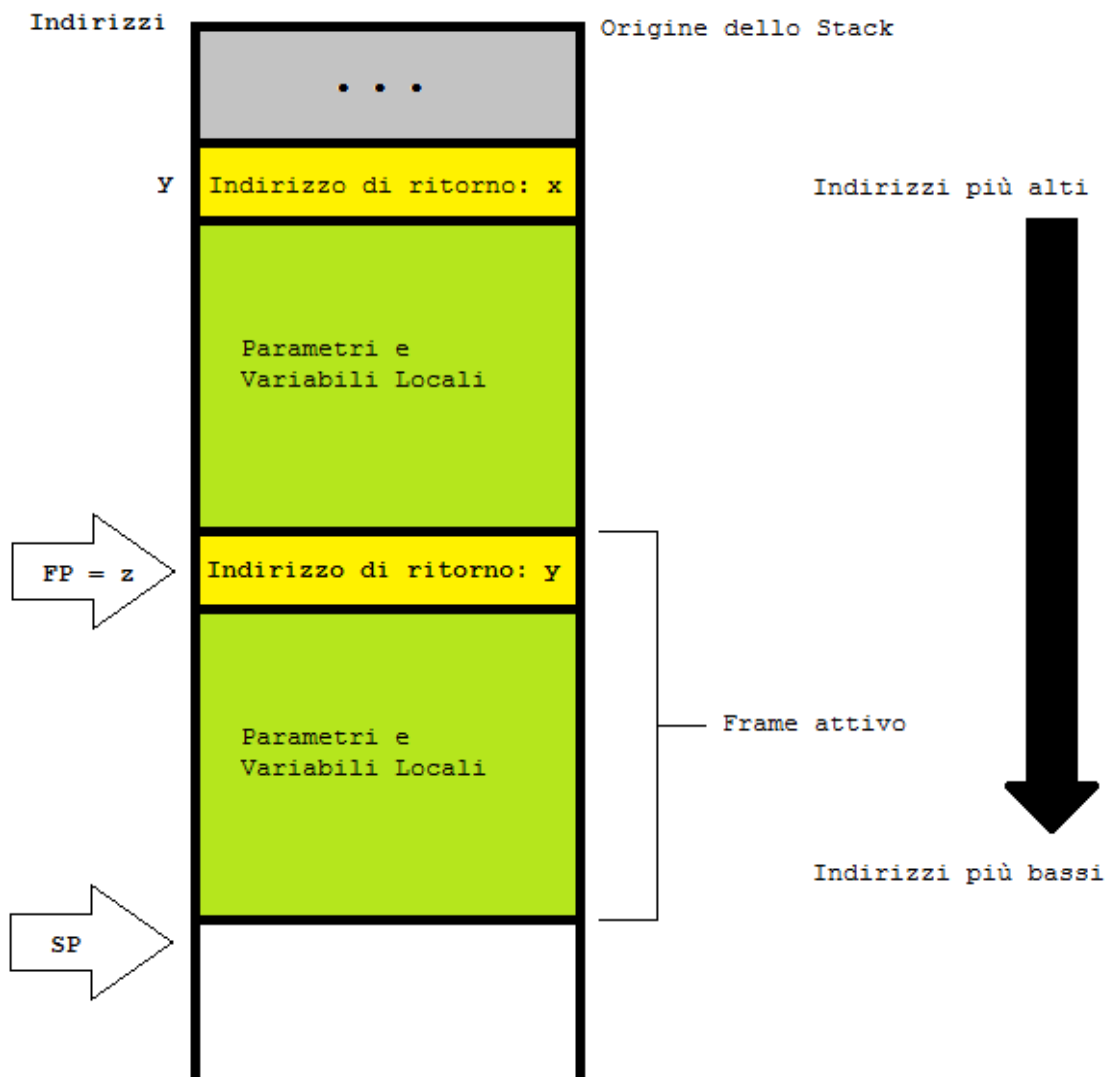 Indirizzi
Origine dello Stack
. . .
y
Indirizzo di ritorno: x
Indirizzi più alti
Parametri e
Variabili Locali
FP = z
Indirizzo di ritorno: y
Frame attivo
Parametri e
Variabili Locali
Indirizzi più bassi
SP